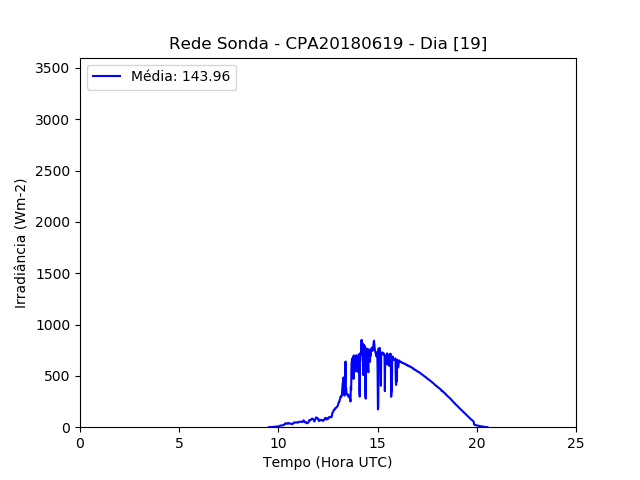 Rede Sonda - CPA20180619 - Dia [19]
Média: 143.96
3500
3000
2500
2000
1500
1000
500
0
Irradiância (Wm-2)
0 5 10 15 20 25
Tempo (Hora UTC)